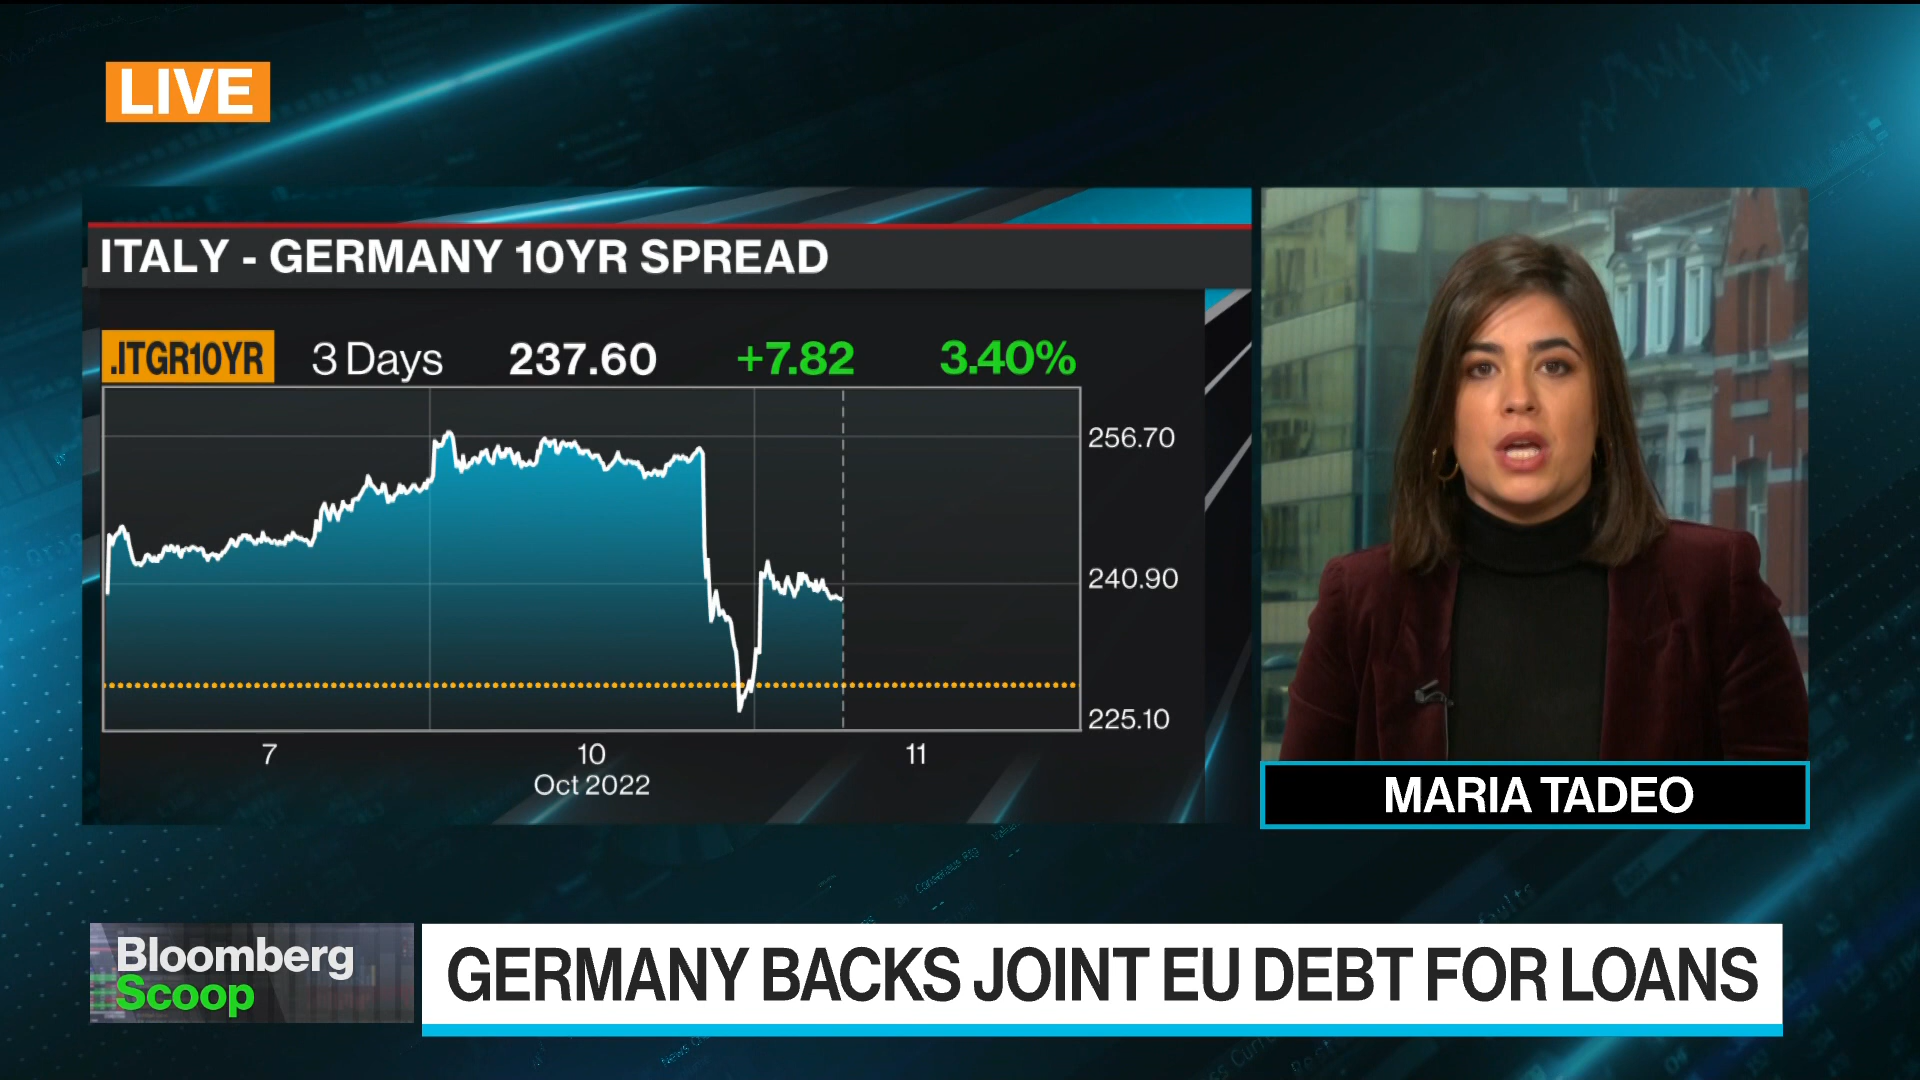 LIVE
ITALY - GERMANY 10YR SPREAD
.ITGR10YR 3 Days 237.60 +7.82 3.40%
256.70
240.90
225.10
7 10 11
Oct 2022
MARIA TADEO
Bloomberg
Scoop
GERMANY BACKS JOINT EU DEBT FOR LOANS